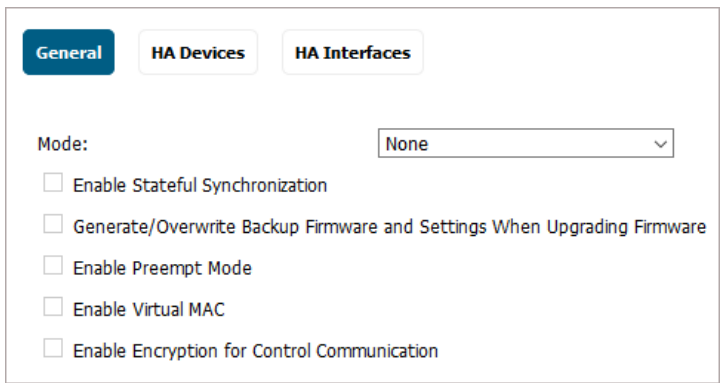 General HA Devices HA Interfaces
Mode: None
Enable Stateful Synchronization
Generate/Overwrite Backup Firmware and Settings When Upgrading Firmware
Enable Preempt Mode
Enable Virtual MAC
Enable Encryption for Control Communication